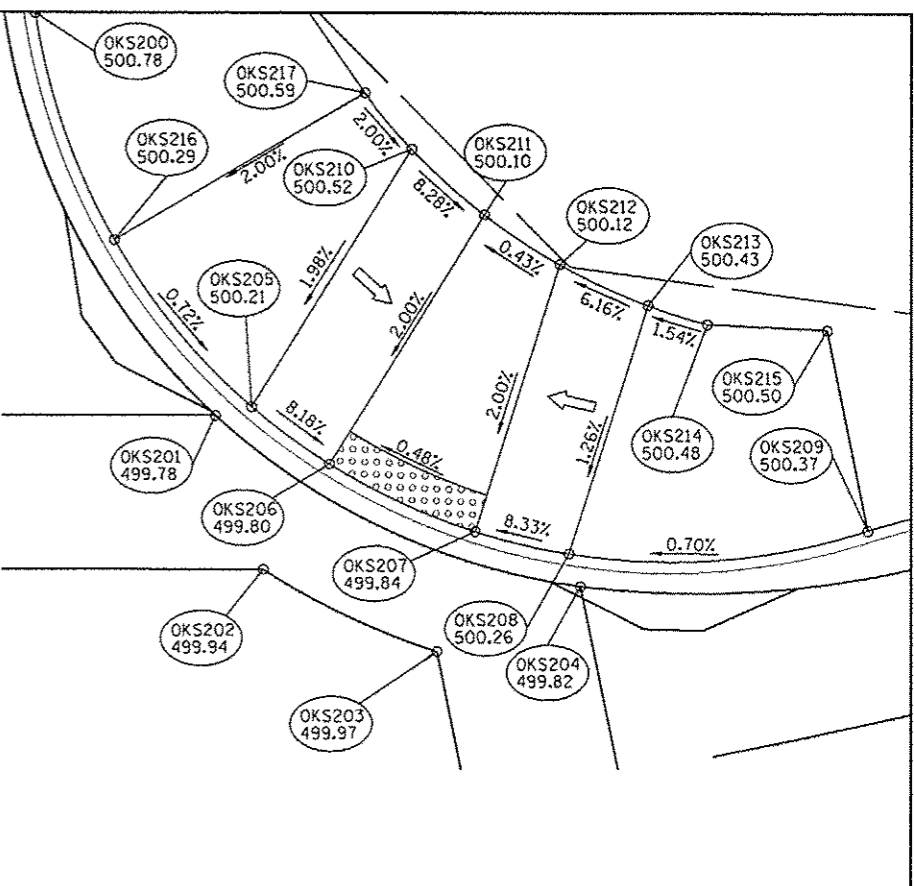 OKS200
500.78
OKS217
500.59
2.00%
OKS216
500.29
2.00%
OKS210
500.52
OKS211
500.10
8.28%
OKS212
500.12
0.43%
OKS213
500.43
6.16%
1.54%
OKS205
500.21
1.98%
0.72%
2.00%
2.00%
1.26%
OKS215
500.50
OKS214
500.48
OKS209
500.37
8.18%
0.48%
OKS201
499.78
OKS206
499.80
8.33%
0.70%
OKS207
499.84
OKS208
500.26
OKS202
499.94
OKS204
499.82
OKS203
499.97